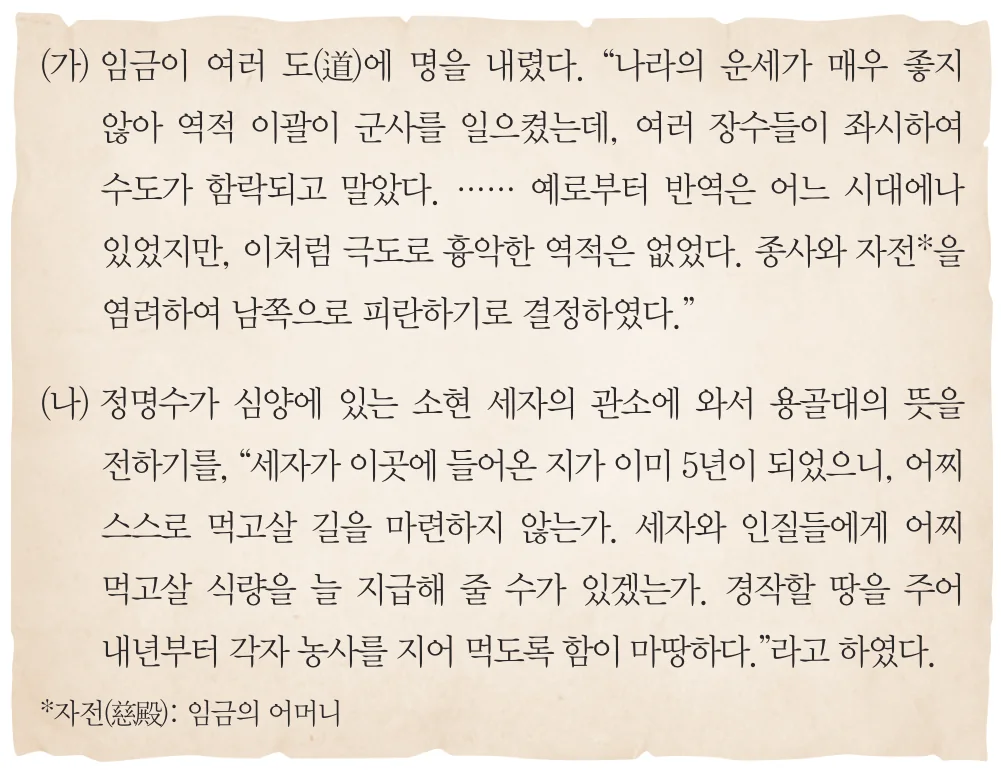 (가) 임금이 여러 도(道)에 명을 내렸다. “나라의 운세가 매우 좋지
않아 역적 이괄이 군사를 일으켰는데, 여러 장수들이 좌시하여
수도가 함락되고 말았다. …… 예로부터 반역은 어느 시대에나
있었지만, 이처럼 극도로 흉악한 역적은 없었다. 종사와 자전*을
염려하여 남쪽으로 피란하기로 결정하였다.”
(나) 정명수가 심양에 있는 소현 세자의 관소에 와서 용골대의 뜻을
전하기를, “세자가 이곳에 들어온 지가 이미 5년이 되었으니, 어찌
스스로 먹고살 길을 마련하지 않는가. 세자와 인질들에게 어찌
먹고살 식량을 늘 지급해 줄 수가 있겠는가. 경작할 땅을 주어
내년부터 각자 농사를 지어 먹도록 함이 마땅하다.”라고 하였다.
*자전(慈殿): 임금의 어머니